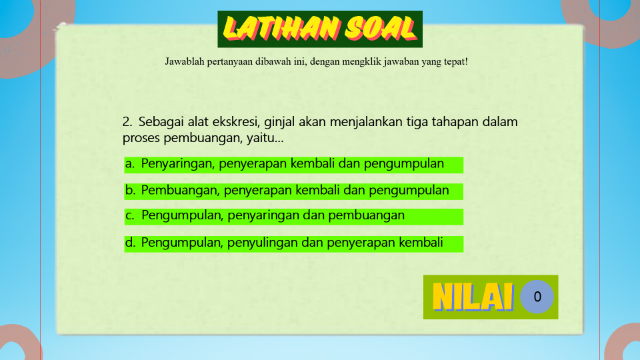 LATIHAN SOAL
Jawablah pertanyaan dibawah ini, dengan mengklik jawaban yang tepat!
2. Sebagai alat ekskresi, ginjal akan menjalankan tiga tahapan dalam
proses pembuangan, yaitu...
a. Penyaringan, penyerapan kembali dan pengumpulan
b. Pembuangan, penyerapan kembali dan pengumpulan
c. Pengumpulan, penyaringan dan pembuangan
d. Pengumpulan, penyulingan dan penyerapan kembali
NILAI 0